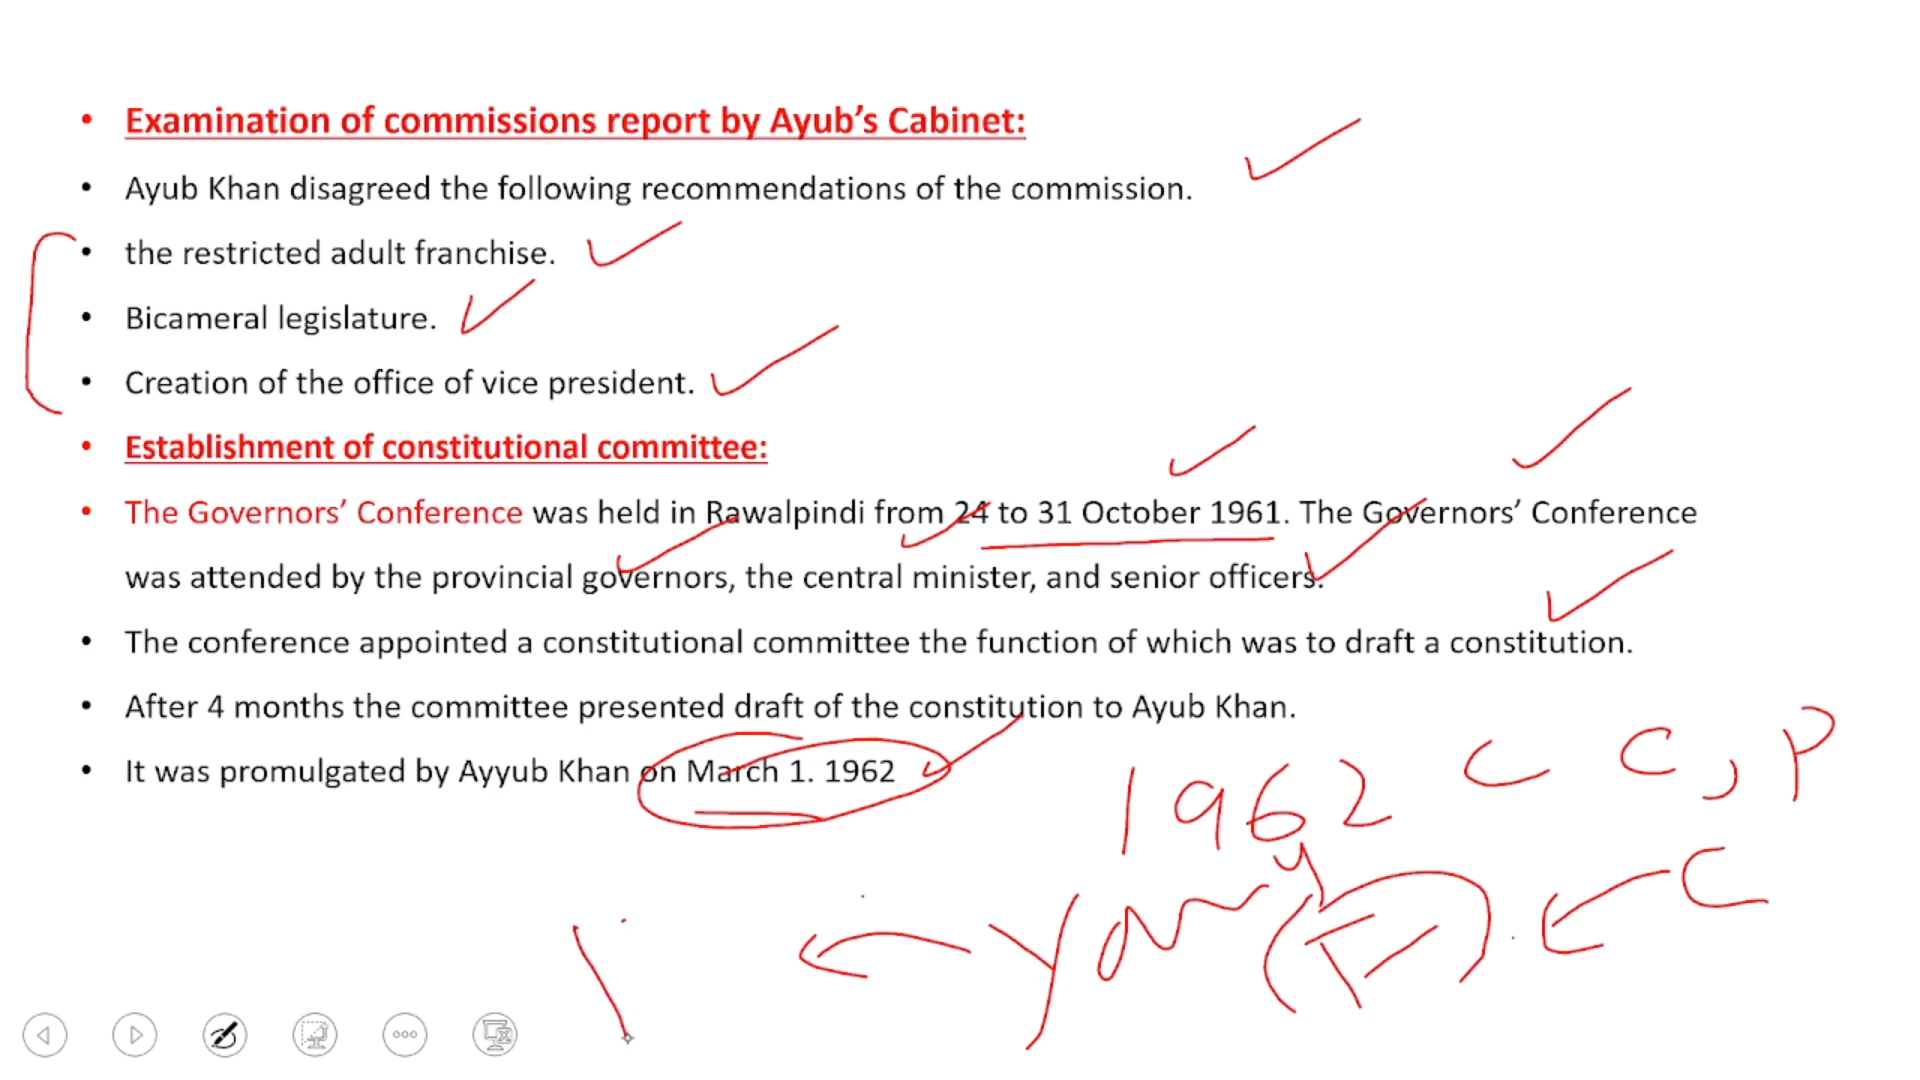 • Examination of commissions report by Ayub's Cabinet:
• Ayub Khan disagreed the following recommendations of the commission.
• the restricted adult franchise.
• Bicameral legislature.
• Creation of the office of vice president.
• Establishment of constitutional committee:
• The Governors' Conference was held in Rawalpindi from 24 to 31 October 1961. The Governors' Conference
was attended by the provincial governors, the central minister, and senior officers.
• The conference appointed a constitutional committee the function of which was to draft a constitution.
• After 4 months the committee presented draft of the constitution to Ayub Khan.
• It was promulgated by Ayyub Khan on March 1. 1962
1962 C C, P
C